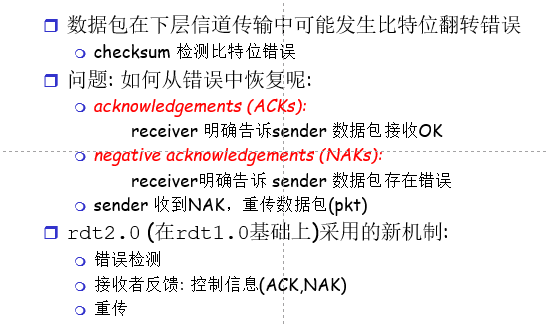 数据包在下层信道传输中可能发生比特位翻转错误
checksum 检测比特位错误
问题: 如何从错误中恢复呢:
acknowledgements (ACKs):
receiver 明确告诉sender 数据包接收OK
negative acknowledgements (NAKs):
receiver明确告诉 sender 数据包存在错误
sender 收到NAK，重传数据包(pkt)
rdt2.0 (在rdt1.0基础上)采用的新机制:
错误检测
接收者反馈: 控制信息(ACK,NAK)
重传